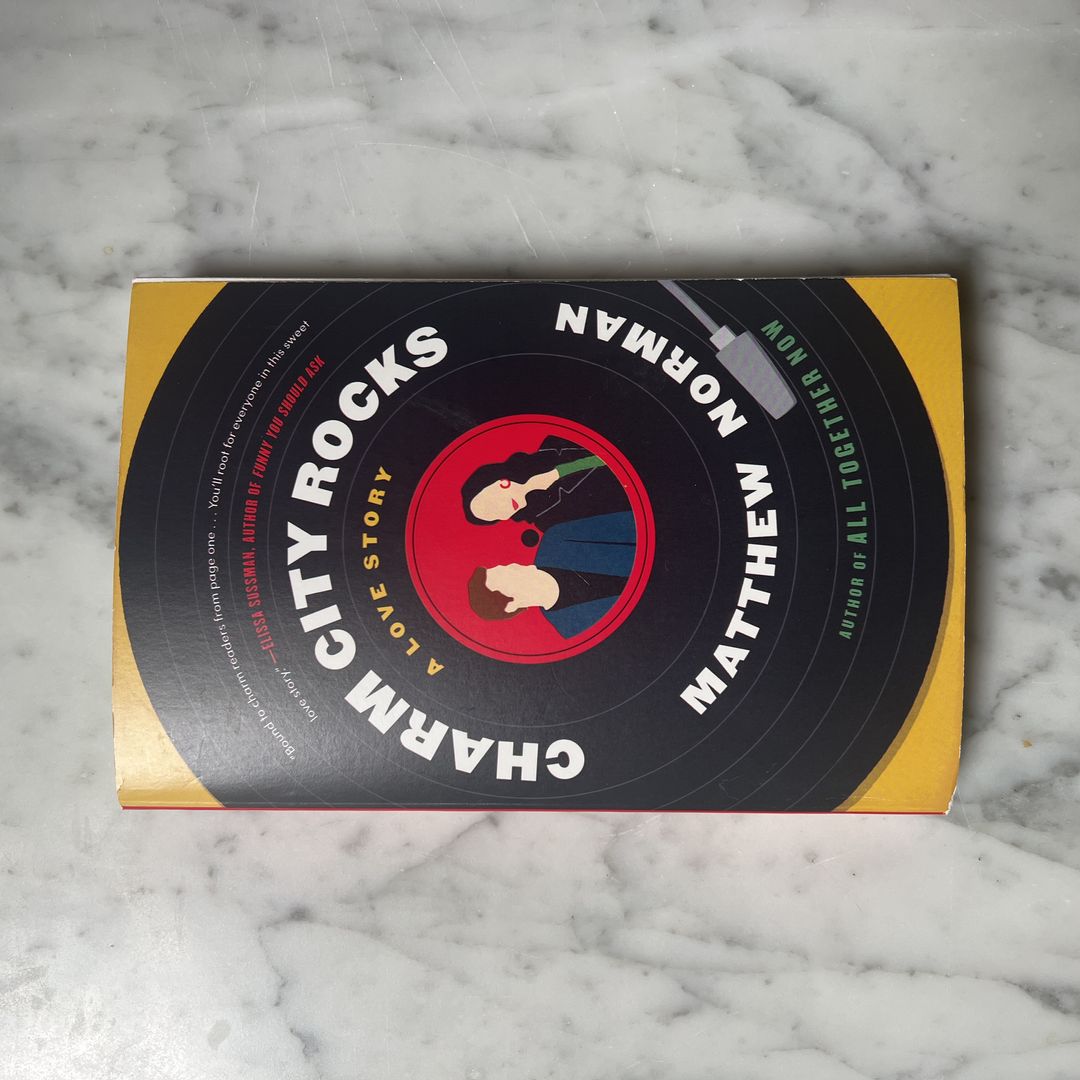 "Bound to charm readers from page one . . . You'll root for everyone in this sweet
love story."—ELISSA SUSSMAN, AUTHOR OF FUNNY YOU SHOULD ASK
CHARM CITY ROCKS
A LOVE STORY
MATTHEW NORMAN
AUTHOR OF ALL TOGETHER NOW